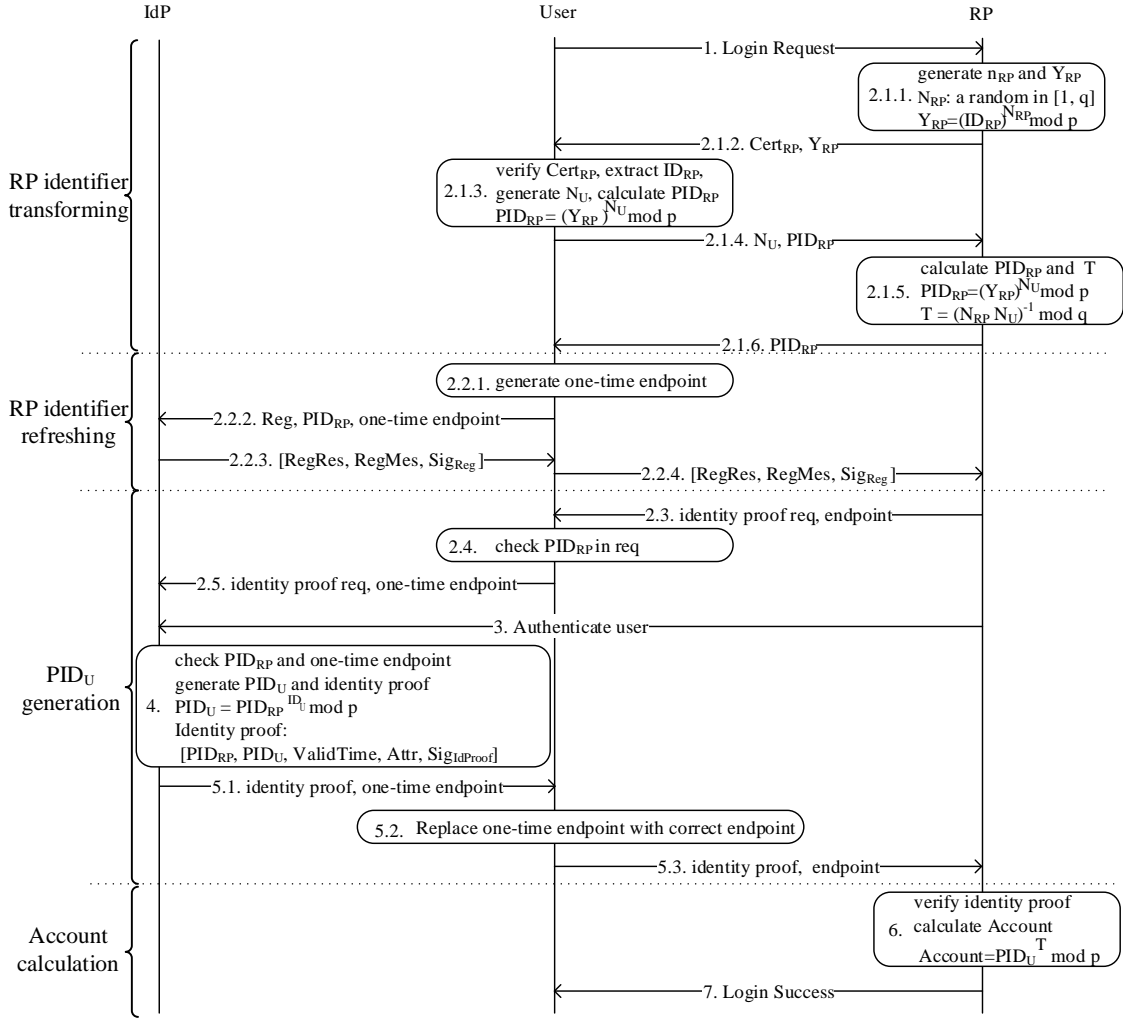 IdP User RP
1. Login Request
generate n_RP and Y_RP
2.1.1. N_RP: a random in [1, q]
Y_RP=(ID_RP)^N_RP mod p
2.1.2. Cert_RP, Y_RP
verify Cert_RP, extract ID_RP,
2.1.3. generate N_U, calculate PID_RP
PID_RP = (Y_RP )^N_U mod p
RP identifier
transforming
2.1.4. N_U, PID_RP
calculate PID_RP and T
2.1.5. PID_RP=(Y_RP)^N_U mod p
T = (N_RP N_U)^-1 mod q
2.1.6. PID_RP
2.2.1. generate one-time endpoint
RP identifier
refreshing
2.2.2. Reg, PID_RP, one-time endpoint
2.2.3. [RegRes, RegMes, Sig_Reg ]
2.2.4. [RegRes, RegMes, Sig_Reg ]
2.3. identity proof req, endpoint
2.4. check PID_RP in req
2.5. identity proof req, one-time endpoint
3. Authenticate user
PID_U
generation
check PID_RP and one-time endpoint
generate PID_U and identity proof
4. PID_U = PID_RP^ID_U mod p
Identity proof:
[PID_RP, PID_U, ValidTime, Attr, Sig_IdProof]
5.1. identity proof, one-time endpoint
5.2. Replace one-time endpoint with correct endpoint
5.3. identity proof, endpoint
Account
calculation
verify identity proof
6. calculate Account
Account=PID_U^T mod p
7. Login Success